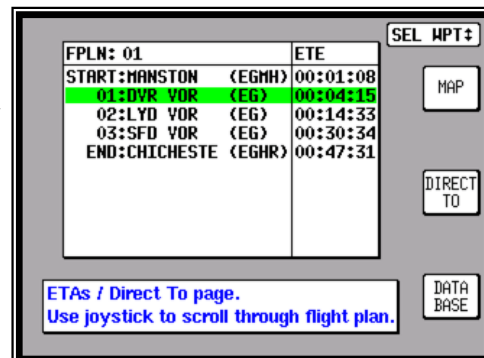 SEL WPT↕
FPLN: 01 ETE
START:MANSTON (EGMH) 00:01:08
01:DVR VOR (EG) 00:04:15
02:LYD VOR (EG) 00:14:33
03:SFD VOR (EG) 00:30:34
END:CHICHESTE (EGHR) 00:47:31
MAP
DIRECT
TO
DATA
BASE
ETAs / Direct To page.
Use joystick to scroll through flight plan.